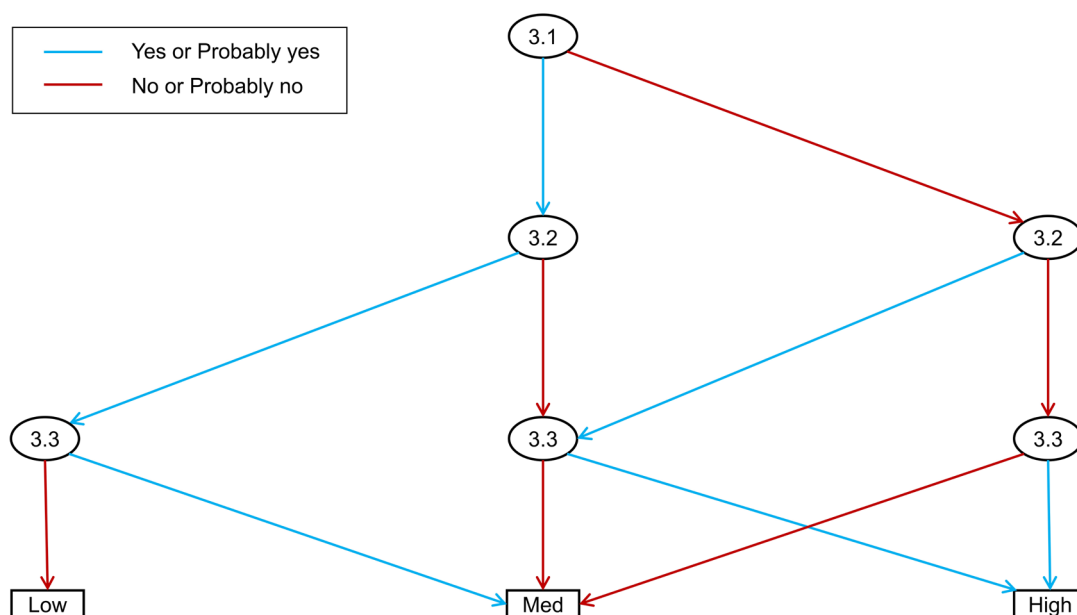 3.1
Yes or Probably yes
No or Probably no
3.2
3.2
3.3
3.3
3.3
Low
Med
High